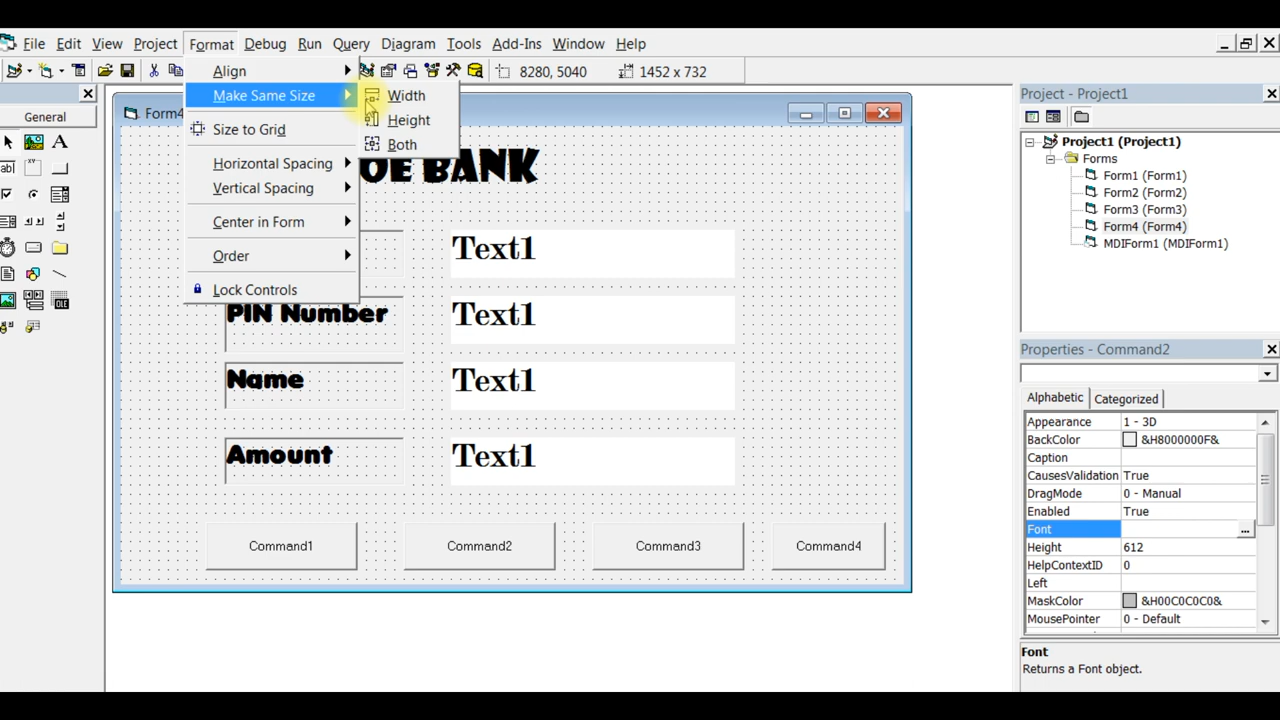 File Edit View Project Format Debug Run Query Diagram Tools Add-Ins Window Help
8280, 5040 1452 x 732
Align
Make Same Size
Size to Grid
Horizontal Spacing
Vertical Spacing
Center in Form
Order
Lock Controls
Width
Height
Both
General
ab|
xy
OLE
Form4
OE BANK
Text1
PIN Number Text1
Name Text1
Amount Text1
Command1 Command2 Command3 Command4
Project - Project1
Project1 (Project1)
Forms
Form1 (Form1)
Form2 (Form2)
Form3 (Form3)
Form4 (Form4)
MDIForm1 (MDIForm1)
Properties - Command2
Alphabetic Categorized
Appearance 1 - 3D
BackColor &H8000000F&
Caption
CausesValidation True
DragMode 0 - Manual
Enabled True
Font ...
Height 612
HelpContextID 0
Left
MaskColor &H00C0C0C0&
MousePointer 0 - Default
Font
Returns a Font object.